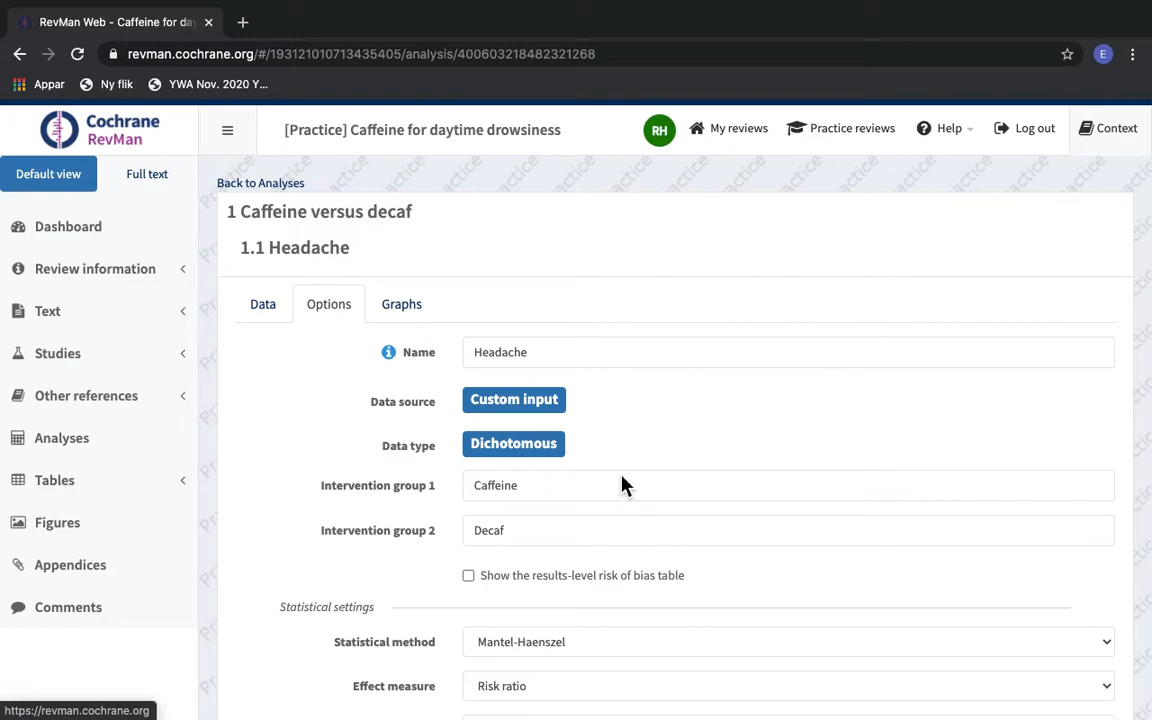 RevMan Web - Caffeine for da
revman.cochrane.org/#/193121010713435405/analysis/400603218482321268
E
Appar
Ny flik
YWA Nov. 2020 Y...
Cochrane
RevMan
[Practice] Caffeine for daytime drowsiness
RH
My reviews
Practice reviews
Help
Log out
Context
Default view
Full text
Back to Analyses
1 Caffeine versus decaf
1.1 Headache
Dashboard
Review information
Text
Studies
Other references
Analyses
Tables
Figures
Appendices
Comments
Data
Options
Graphs
Name
Headache
Data source
Custom input
Data type
Dichotomous
Intervention group 1
Caffeine
Intervention group 2
Decaf
Show the results-level risk of bias table
Statistical settings
Statistical method
Mantel-Haenszel
Effect measure
Risk ratio
https://revman.cochrane.org